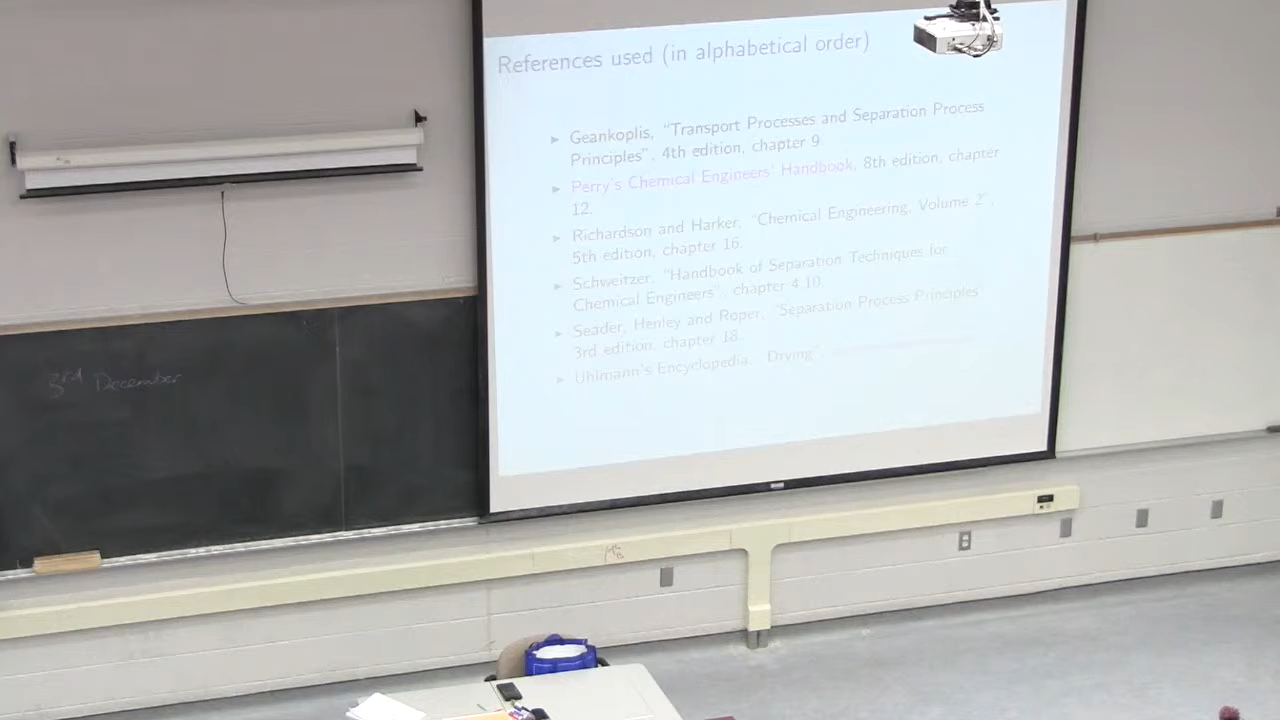 References used (in alphabetical order)
Geankoplis, "Transport Processes and Separation Process
Principles", 4th edition, chapter 9
Perry's Chemical Engineers' Handbook, 8th edition, chapter
12.
Richardson and Harker, "Chemical Engineering, Volume 2",
5th edition, chapter 16.
Schweitzer, "Handbook of Separation Techniques for
Chemical Engineers", chapter 4.10.
Seader, Henley and Roper, "Separation Process Principles
3rd edition, chapter 18.
Uhlmann's Encyclopedia, "Drying",
3rd December